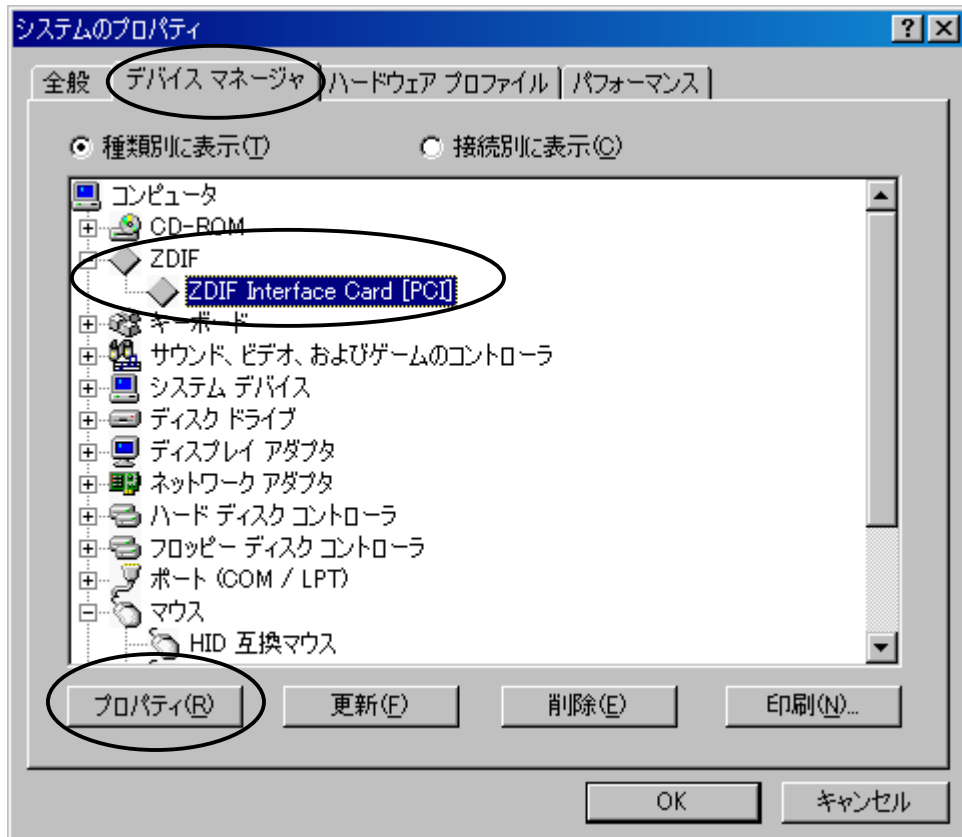 システムのプロパティ
全般 デバイス マネージャ ハードウェア プロファイル パフォーマンス
種類別に表示(T) 接続別に表示(C)
コンピュータ
CD-ROM
ZDIF
ZDIF Interface Card [PCI]
キーボード
サウンド、ビデオ、およびゲームのコントローラ
システム デバイス
ディスク ドライブ
ディスプレイ アダプタ
ネットワーク アダプタ
ハード ディスク コントローラ
フロッピー ディスク コントローラ
ポート (COM / LPT)
マウス
HID 互換マウス
プロパティ(R) 更新(F) 削除(E) 印刷(N)...
OK キャンセル